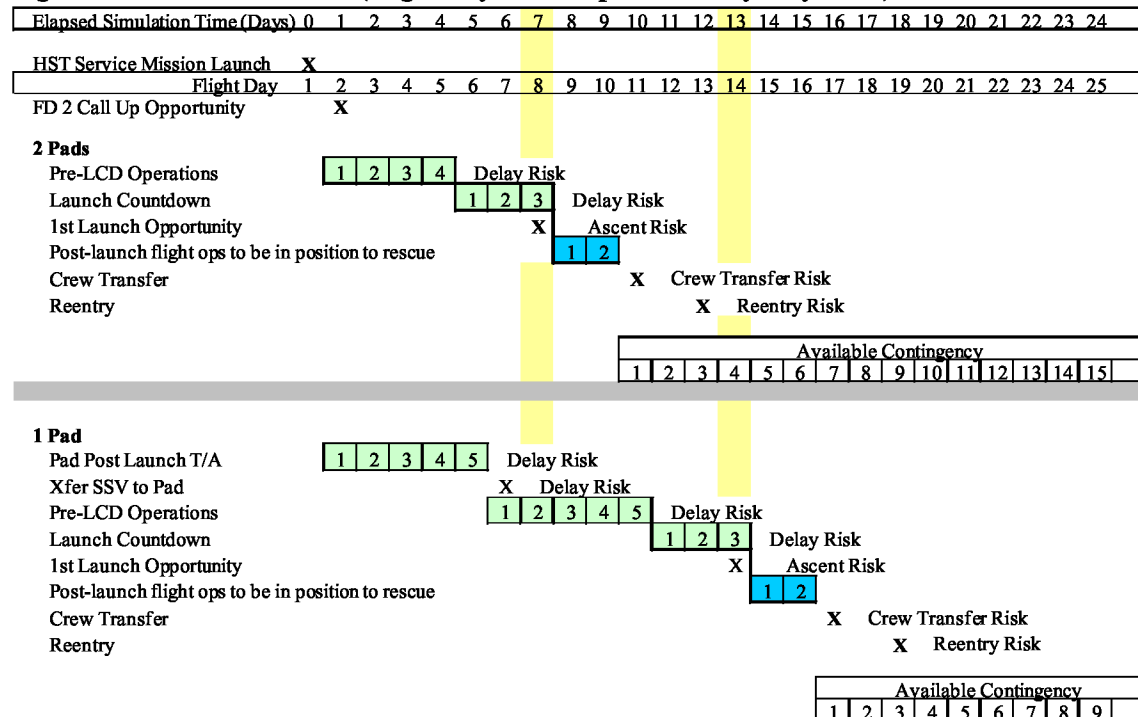 Elapsed Simulation Time (Days) 0 1 2 3 4 5 6 7 8 9 10 11 12 13 14 15 16 17 18 19 20 21 22 23 24
HST Service Mission Launch X
Flight Day 1 2 3 4 5 6 7 8 9 10 11 12 13 14 15 16 17 18 19 20 21 22 23 24 25
FD 2 Call Up Opportunity X
2 Pads
Pre-LCD Operations 1 2 3 4 Delay Risk
Launch Countdown 1 2 3 Delay Risk
1st Launch Opportunity X Ascent Risk
Post-launch flight ops to be in position to rescue 1 2
Crew Transfer X Crew Transfer Risk
Reentry X Reentry Risk
Available Contingency
1 2 3 4 5 6 7 8 9 10 11 12 13 14 15
1 Pad
Pad Post Launch T/A 1 2 3 4 5 Delay Risk
Xfer SSV to Pad X Delay Risk
Pre-LCD Operations 1 2 3 4 5 Delay Risk
Launch Countdown 1 2 3 Delay Risk
1st Launch Opportunity X Ascent Risk
Post-launch flight ops to be in position to rescue 1 2
Crew Transfer X Crew Transfer Risk
Reentry X Reentry Risk
Available Contingency
1 2 3 4 5 6 7 8 9